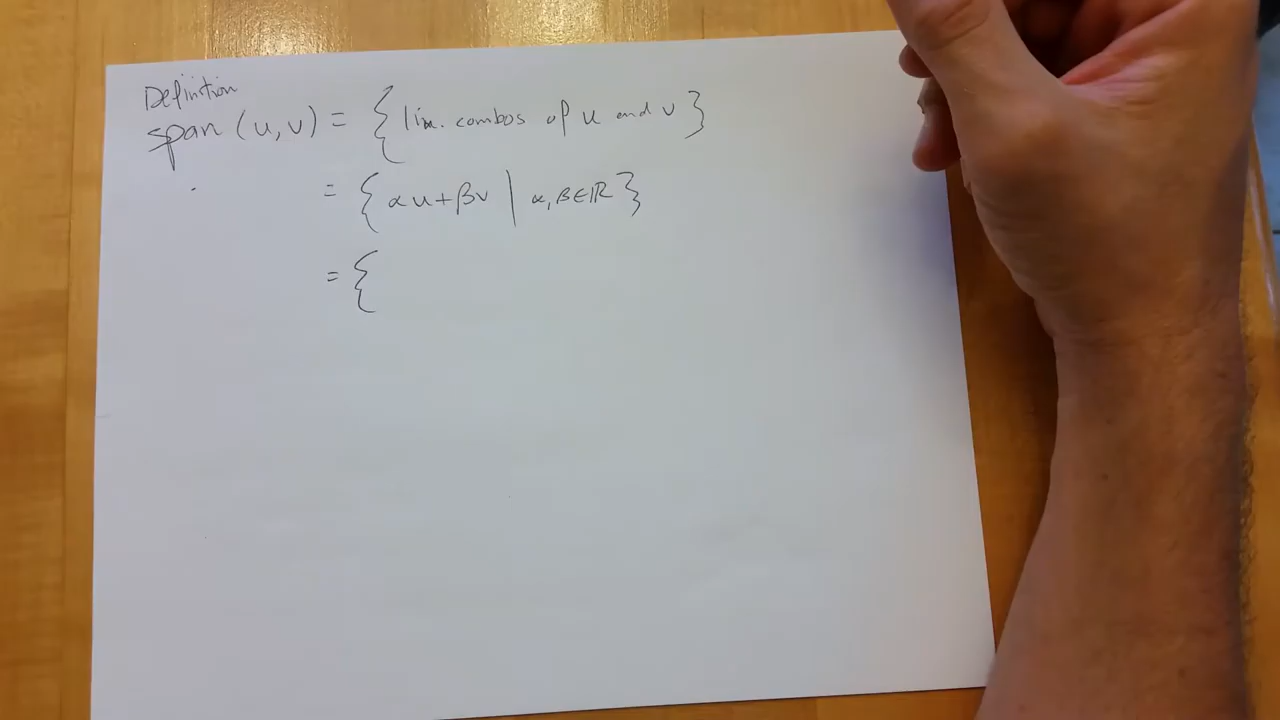 Definition
span (u,v) = { lin. combos of u and v }
= { αu+βv | α,β∈ℝ }
= {